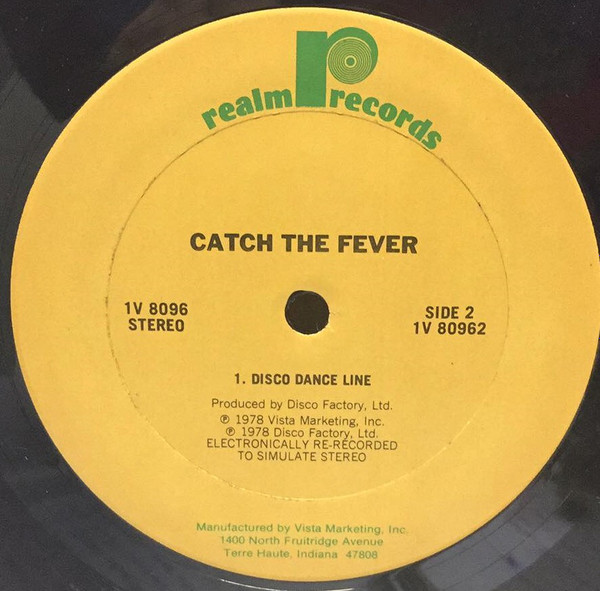 realm records
CATCH THE FEVER
1V 8096
STEREO
SIDE 2
1V 80962
1. DISCO DANCE LINE
Produced by Disco Factory, Ltd.
℗ 1978 Vista Marketing, Inc.
℗ 1978 Disco Factory, Ltd.
ELECTRONICALLY RE-RECORDED
TO SIMULATE STEREO
Manufactured by Vista Marketing, Inc.
1400 North Fruitridge Avenue
Terre Haute, Indiana 47808